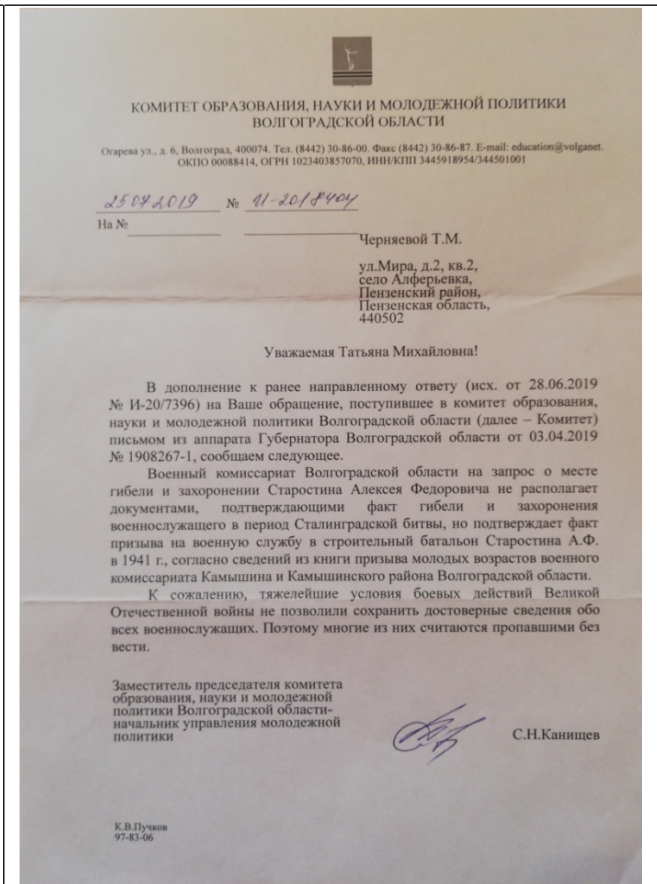 КОМИТЕТ ОБРАЗОВАНИЯ, НАУКИ И МОЛОДЕЖНОЙ ПОЛИТИКИ
ВОЛГОГРАДСКОЙ ОБЛАСТИ
Огарева ул., д. 6, Волгоград, 400074. Тел. (8442) 30-86-00. Факс (8442) 30-86-87. E-mail: education@volganet.
ОКПО 00088414, ОГРН 1023403857070, ИНН/КПП 3445918954/344501001
25 07 2019 № И-20/8404
На №
Черняевой Т.М.
ул.Мира, д.2, кв.2,
село Алферьевка,
Пензенский район,
Пензенская область,
440502
Уважаемая Татьяна Михайловна!
В дополнение к ранее направленному ответу (исх. от 28.06.2019
№ И-20/7396) на Ваше обращение, поступившее в комитет образования,
науки и молодежной политики Волгоградской области (далее – Комитет)
письмом из аппарата Губернатора Волгоградской области от 03.04.2019
№ 1908267-1, сообщаем следующее.
Военный комиссариат Волгоградской области на запрос о месте
гибели и захоронении Старостина Алексея Федоровича не располагает
документами, подтверждающими факт гибели и захоронения
военнослужащего в период Сталинградской битвы, но подтверждает факт
призыва на военную службу в строительный батальон Старостина А.Ф.
в 1941 г., согласно сведений из книги призыва молодых возрастов военного
комиссариата Камышина и Камышинского района Волгоградской области.
К сожалению, тяжелейшие условия боевых действий Великой
Отечественной войны не позволили сохранить достоверные сведения обо
всех военнослужащих. Поэтому многие из них считаются пропавшими без
вести.
Заместитель председателя комитета
образования, науки и молодежной
политики Волгоградской области-
начальник управления молодежной
политики
С.Н.Канищев
К.В.Пучков
97-83-06